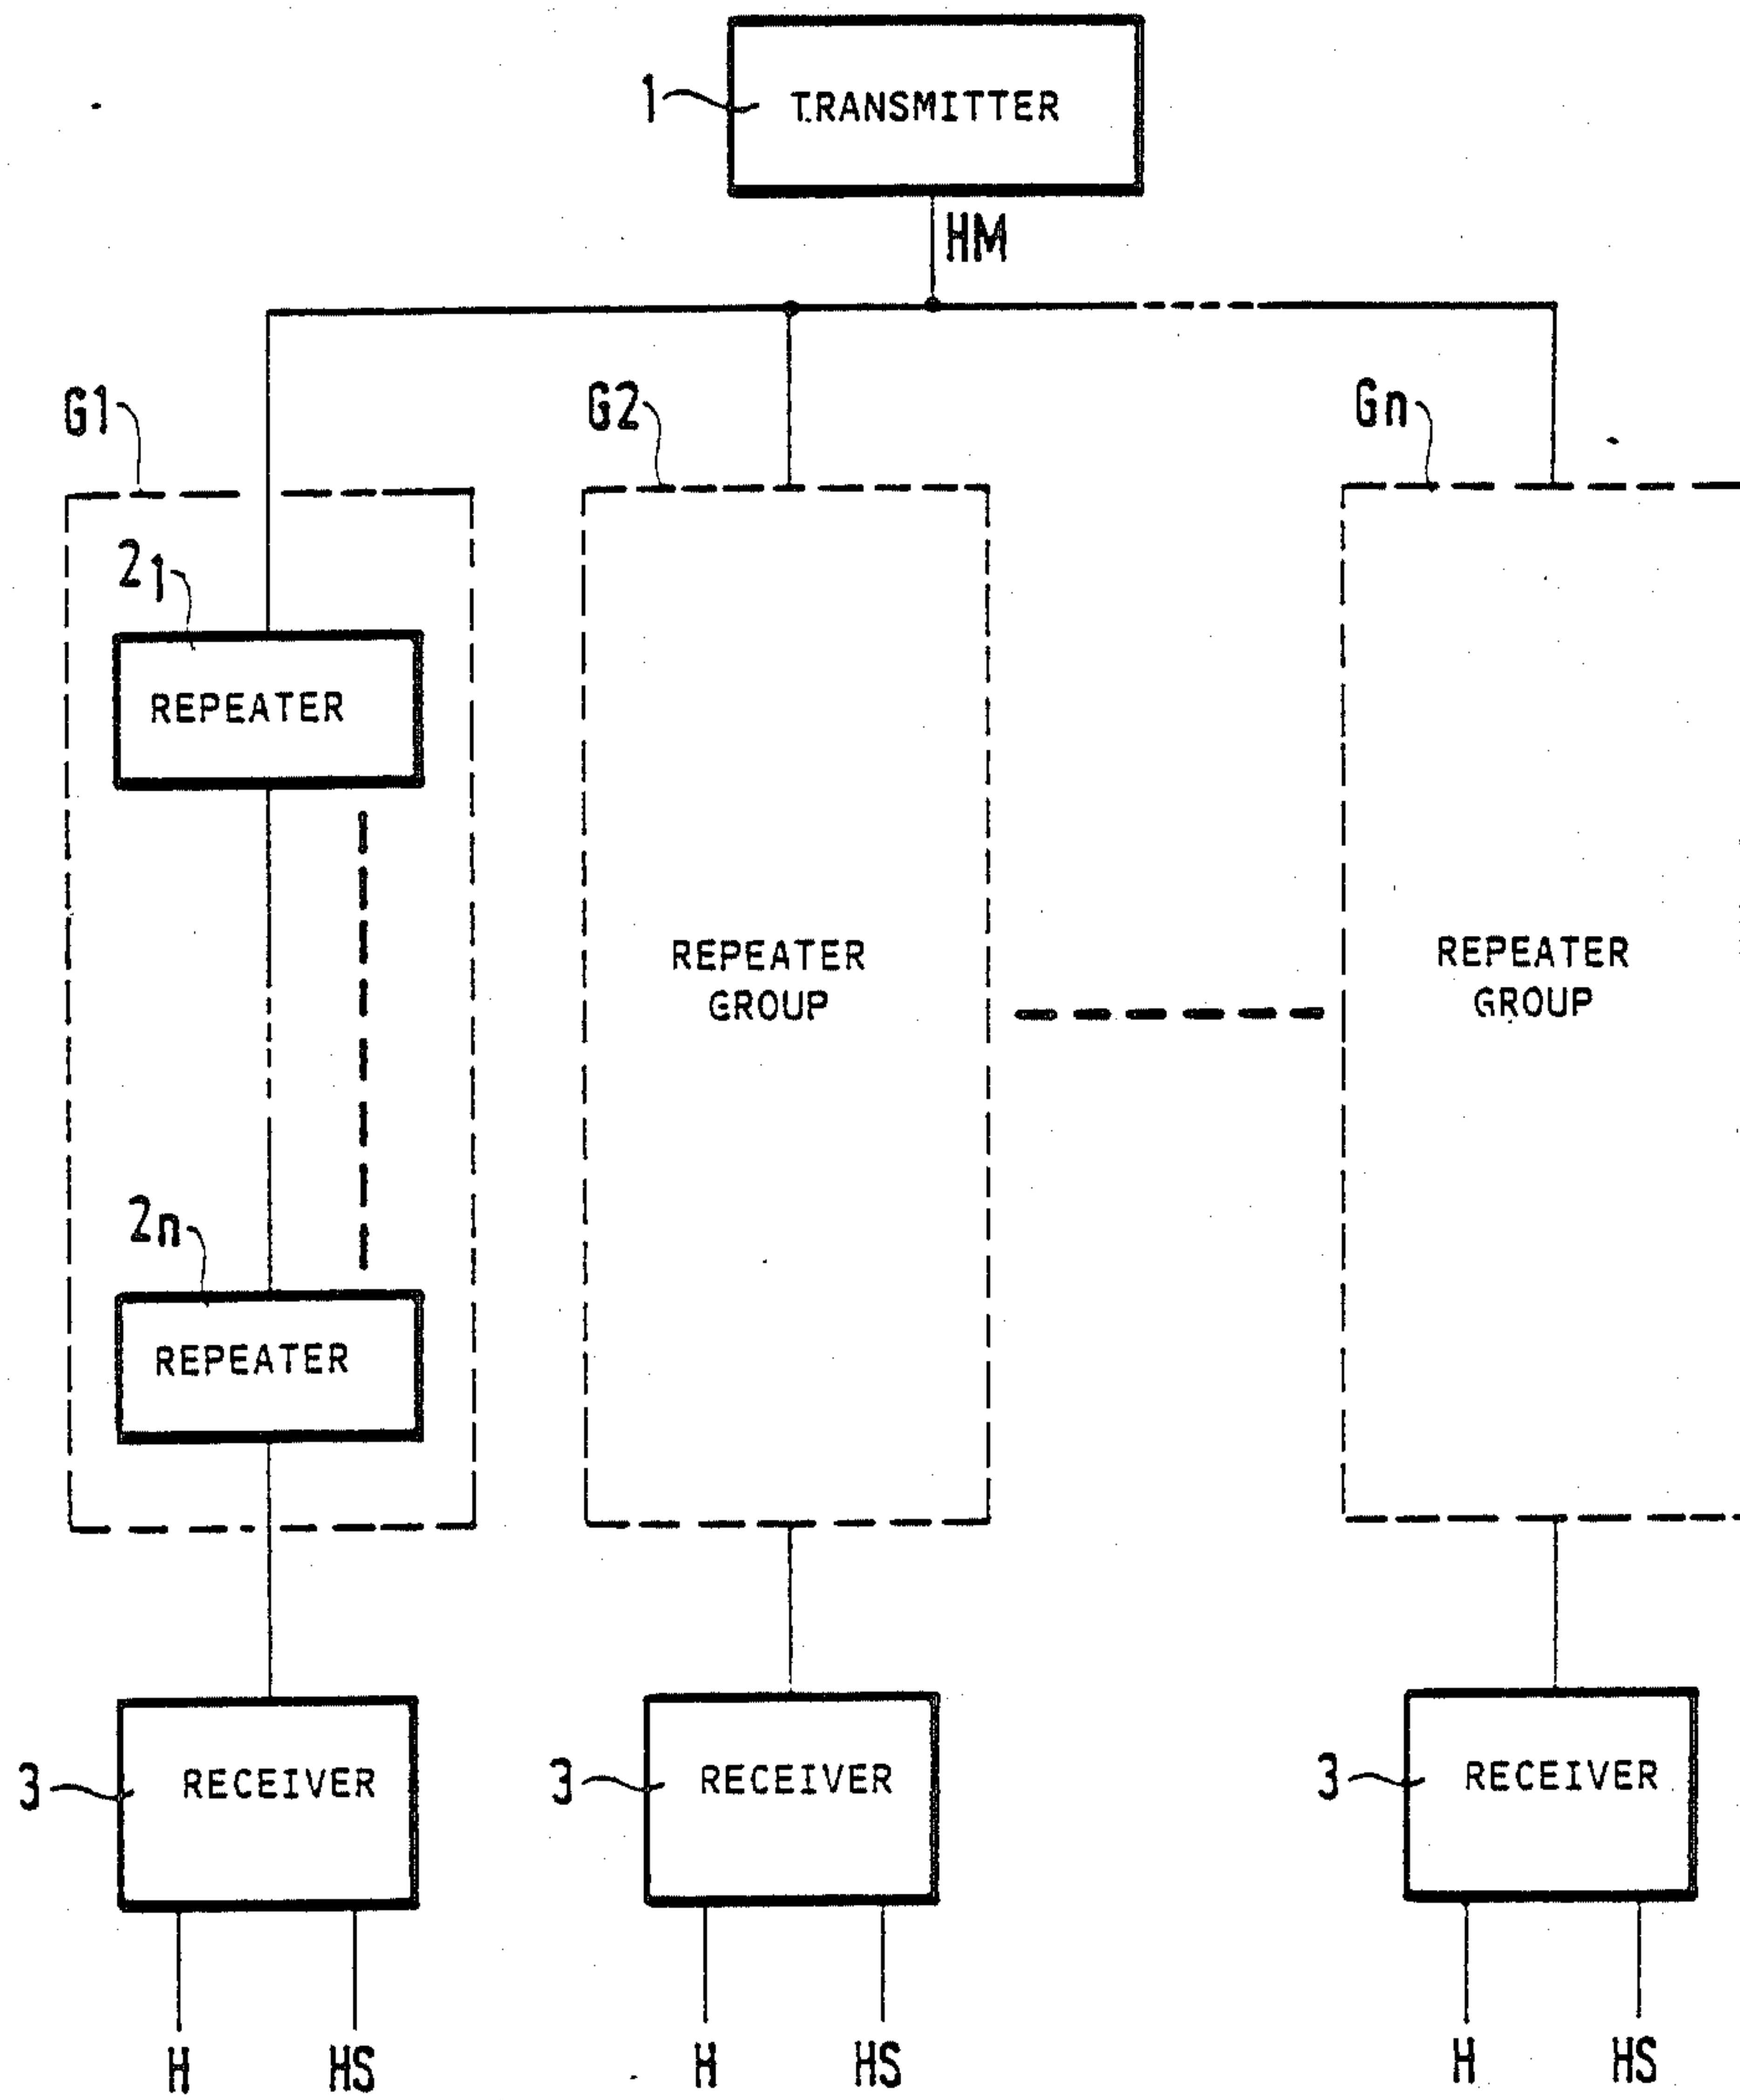 1 TRANSMITTER
HM
G1 G2 Gn
21
REPEATER
REPEATER GROUP
REPEATER GROUP
2n
REPEATER
3 RECEIVER 3 RECEIVER 3 RECEIVER
H HS H HS H HS